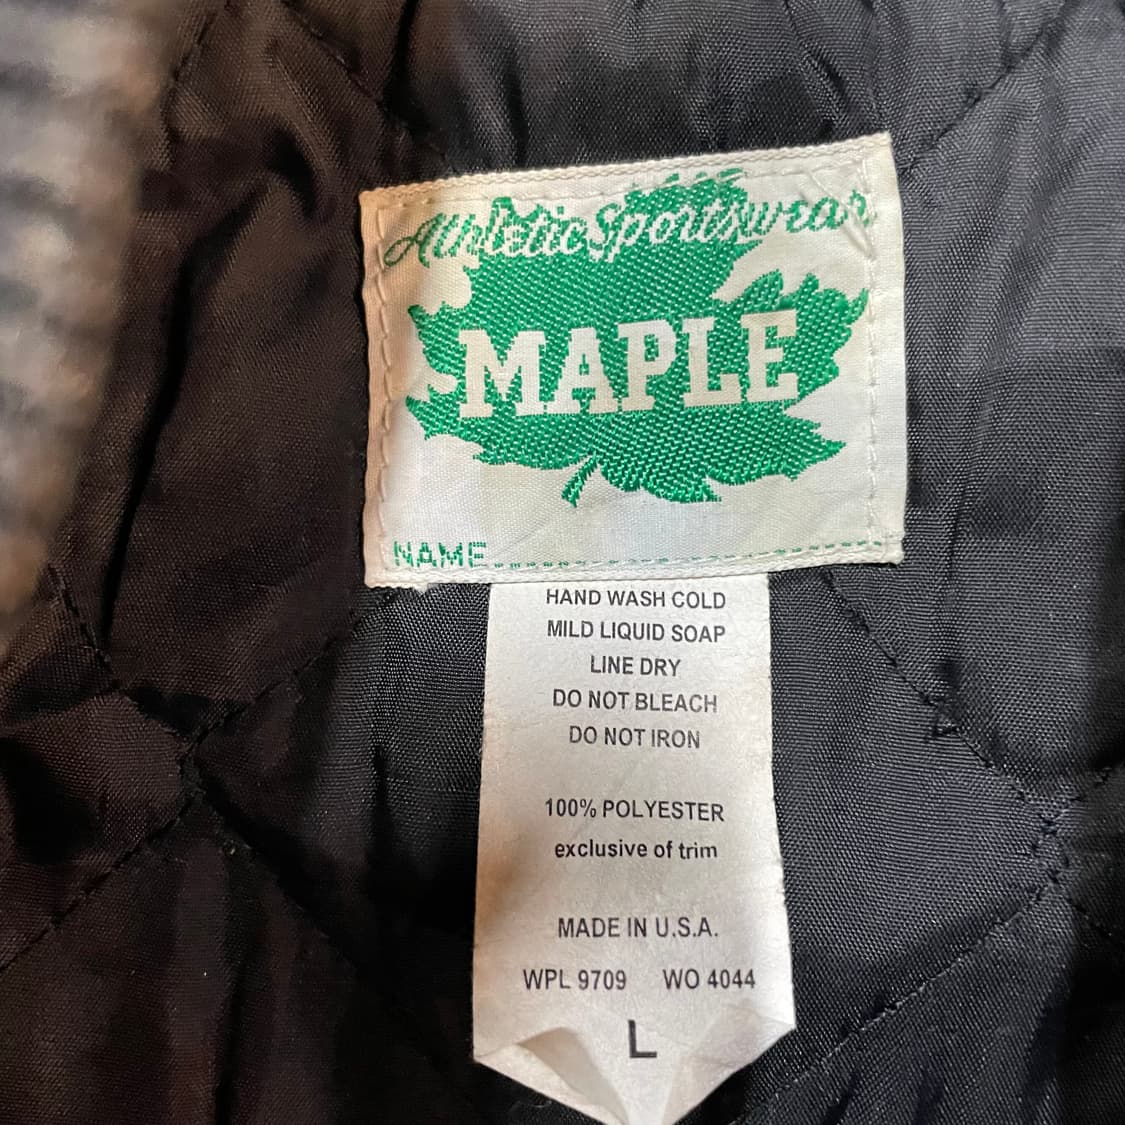 Athletic Sportswear
MAPLE
NAME
HAND WASH COLD
MILD LIQUID SOAP
LINE DRY
DO NOT BLEACH
DO NOT IRON
100% POLYESTER
exclusive of trim
MADE IN U.S.A.
WPL 9709 WO 4044
L